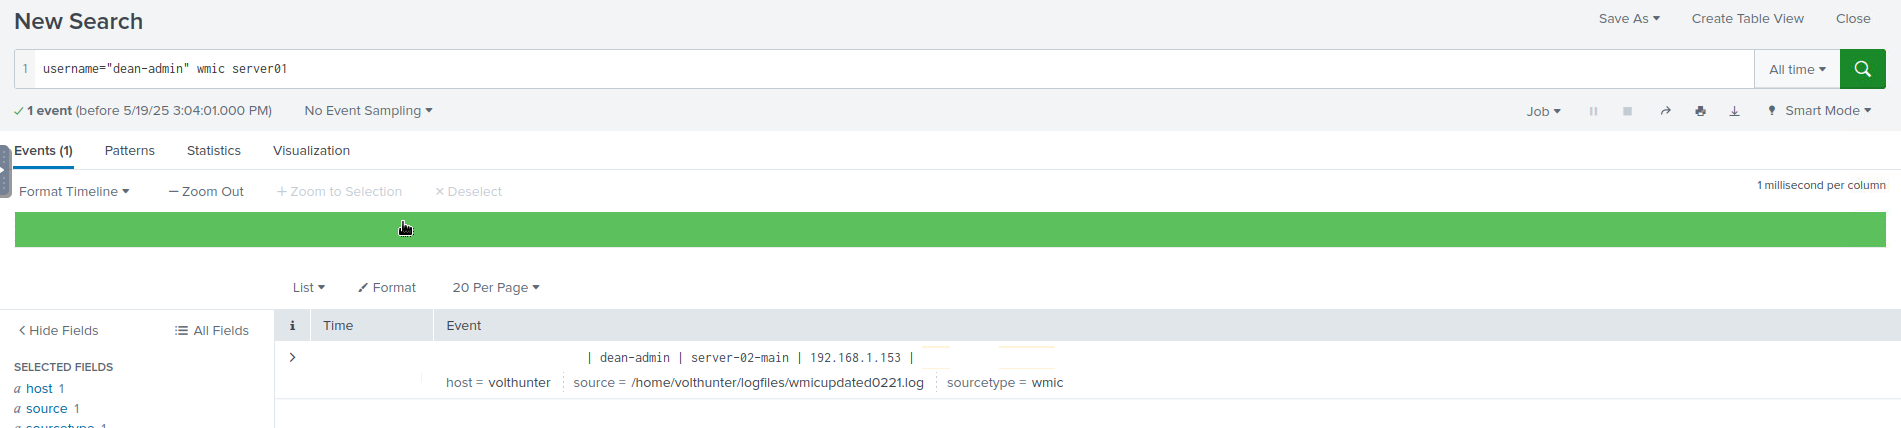 New Search
Save As Create Table View Close
1 username="dean-admin" wmic server01
All time
1 event (before 5/19/25 3:04:01.000 PM) No Event Sampling
Job Smart Mode
Events (1) Patterns Statistics Visualization
Format Timeline — Zoom Out + Zoom to Selection × Deselect
1 millisecond per column
List Format 20 Per Page
< Hide Fields All Fields
i Time Event
SELECTED FIELDS
a host 1
a source 1
a sourcetype 1
| dean-admin | server-02-main | 192.168.1.153 |
host = volthunter source = /home/volthunter/logfiles/wmicupdated0221.log sourcetype = wmic